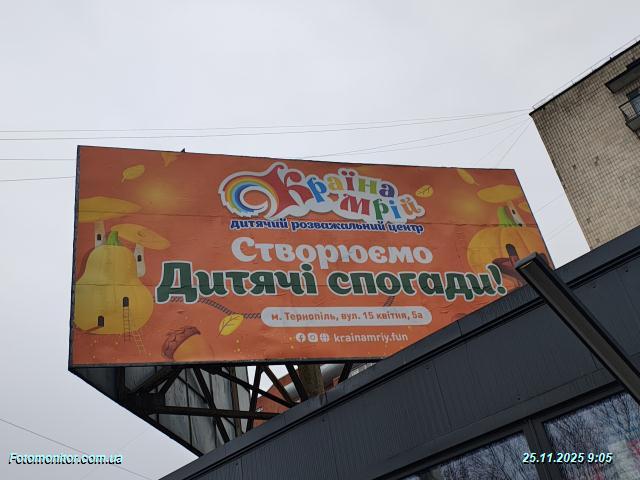 Країна
мрій
дитячий розважальний центр
Створюємо
Дитячі спогади!
м. Тернопіль, вул. 15 квітня, 5а
krainamriy.fun
Fotomonitor.com.ua
25.11.2025 9:05